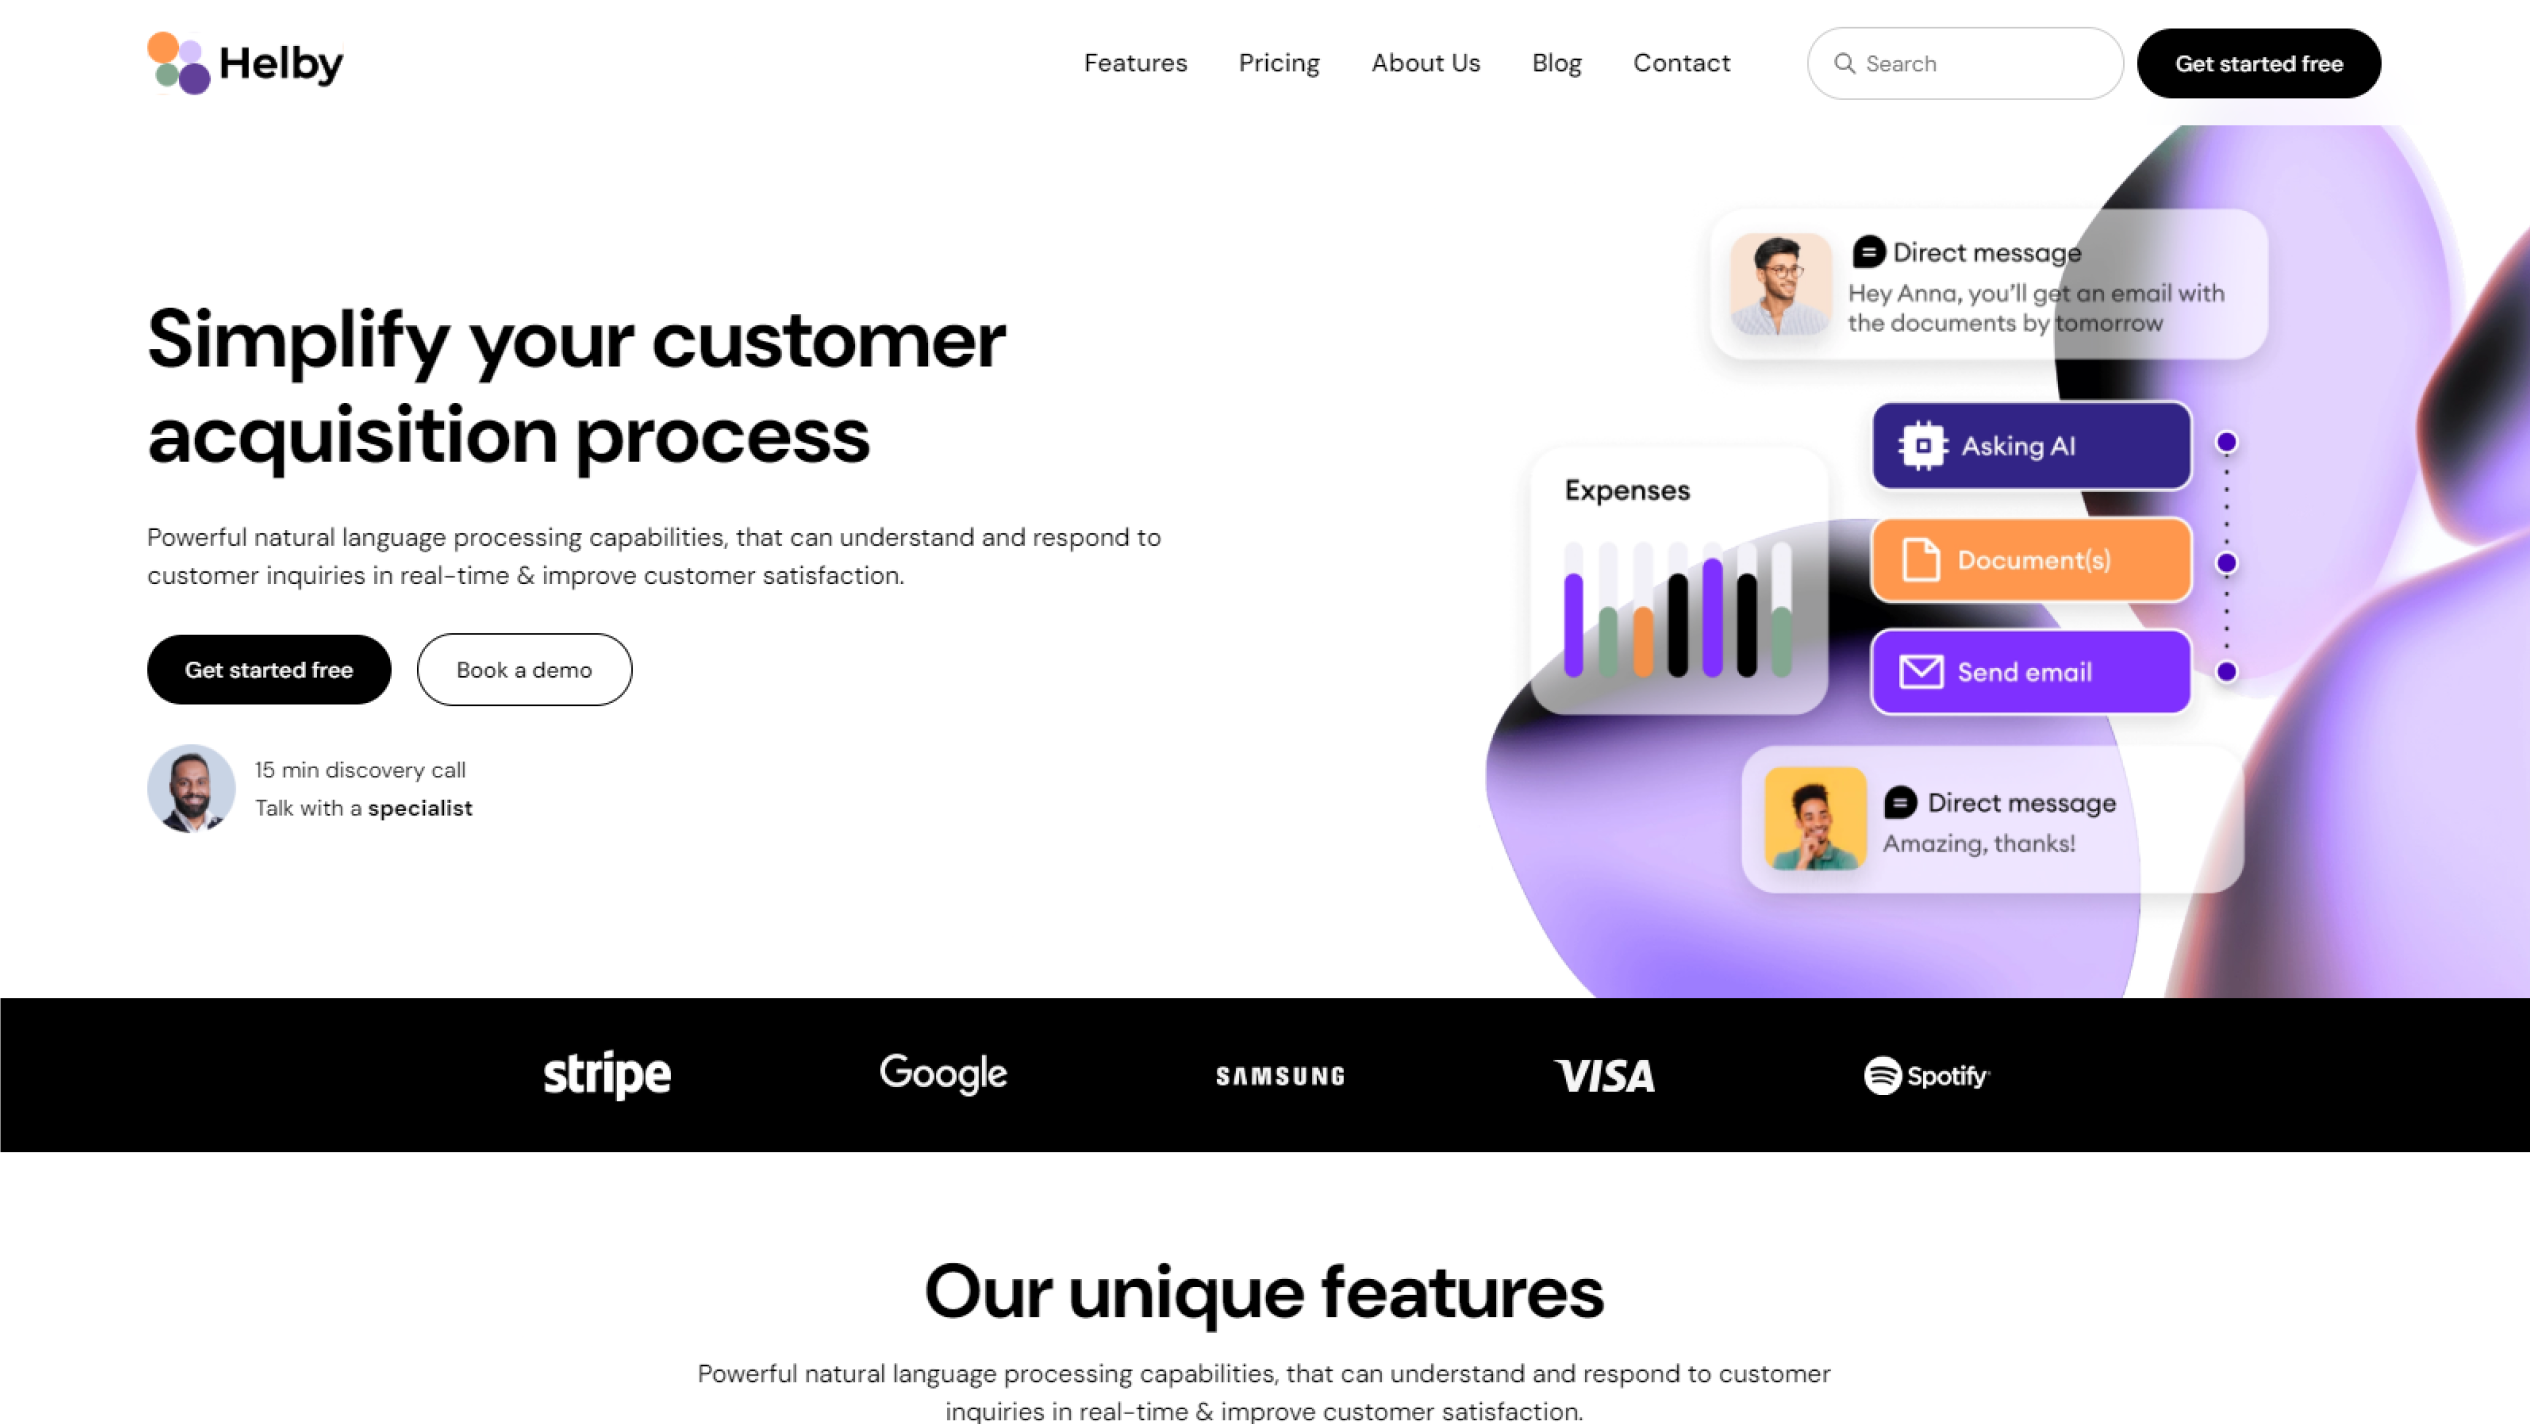 Helby
Features
Pricing
About Us
Blog
Contact
Search
Get started free
Simplify your customer
acquisition process
Powerful natural language processing capabilities, that can understand and respond to
customer inquiries in real-time & improve customer satisfaction.
Get started free
Book a demo
15 min discovery call
Talk with a specialist
Direct message
Hey Anna, you'll get an email with
the documents by tomorrow
Expenses
Asking AI
Document(s)
Send email
Direct message
Amazing, thanks!
stripe
Google
SAMSUNG
VISA
Spotify
Our unique features
Powerful natural language processing capabilities, that can understand and respond to customer
inquiries in real-time & improve customer satisfaction.